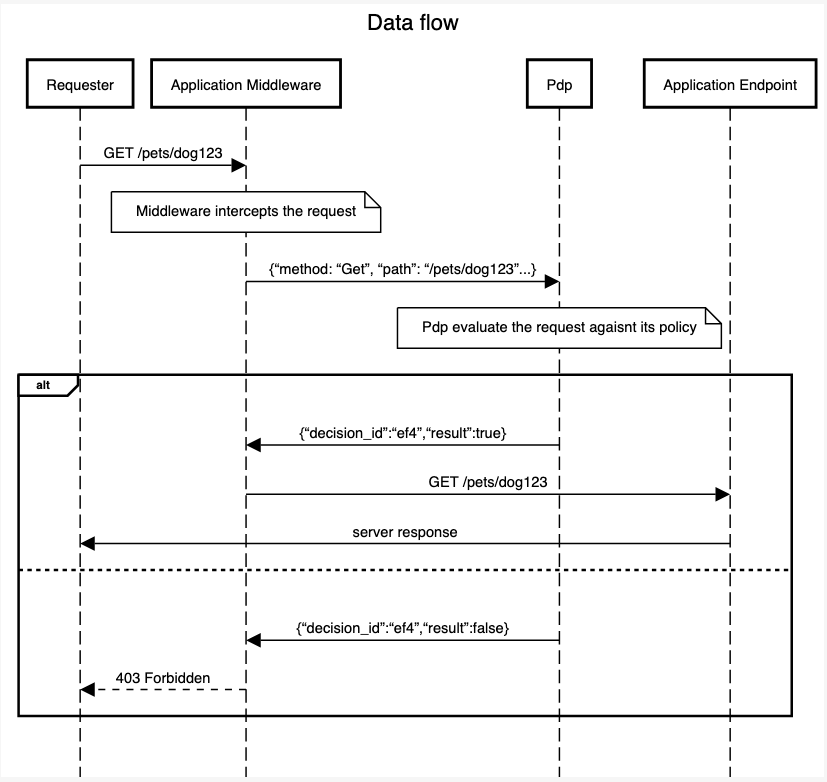 Data flow
Requester
Application Middleware
Pdp
Application Endpoint
GET /pets/dog123
Middleware intercepts the request
{“method: “Get”, “path”: “/pets/dog123”...}
Pdp evaluate the request agaisnt its policy
alt
{“decision_id”:“ef4”,“result”:true}
GET /pets/dog123
server response
{“decision_id”:“ef4”,“result”:false}
403 Forbidden